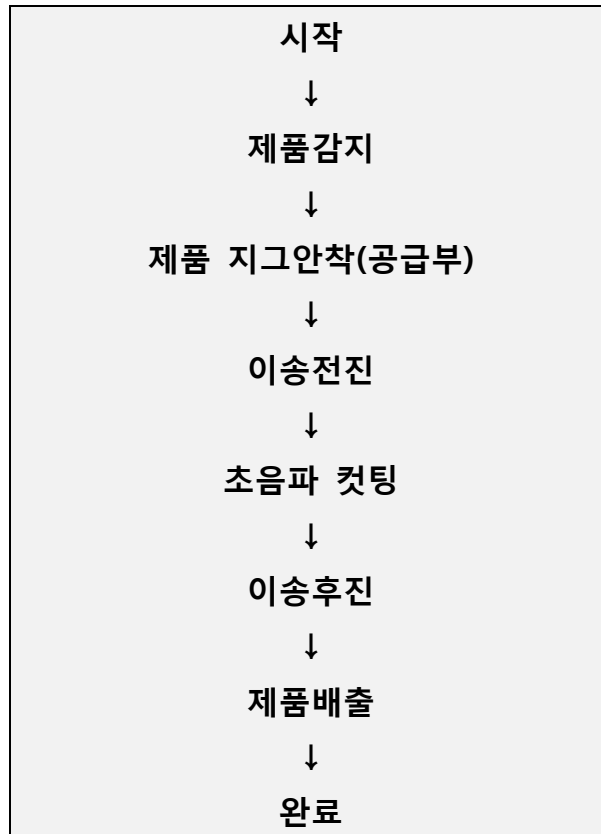 시작
↓
제품감지
↓
제품 지그안착(공급부)
↓
이송전진
↓
초음파 컷팅
↓
이송후진
↓
제품배출
↓
완료